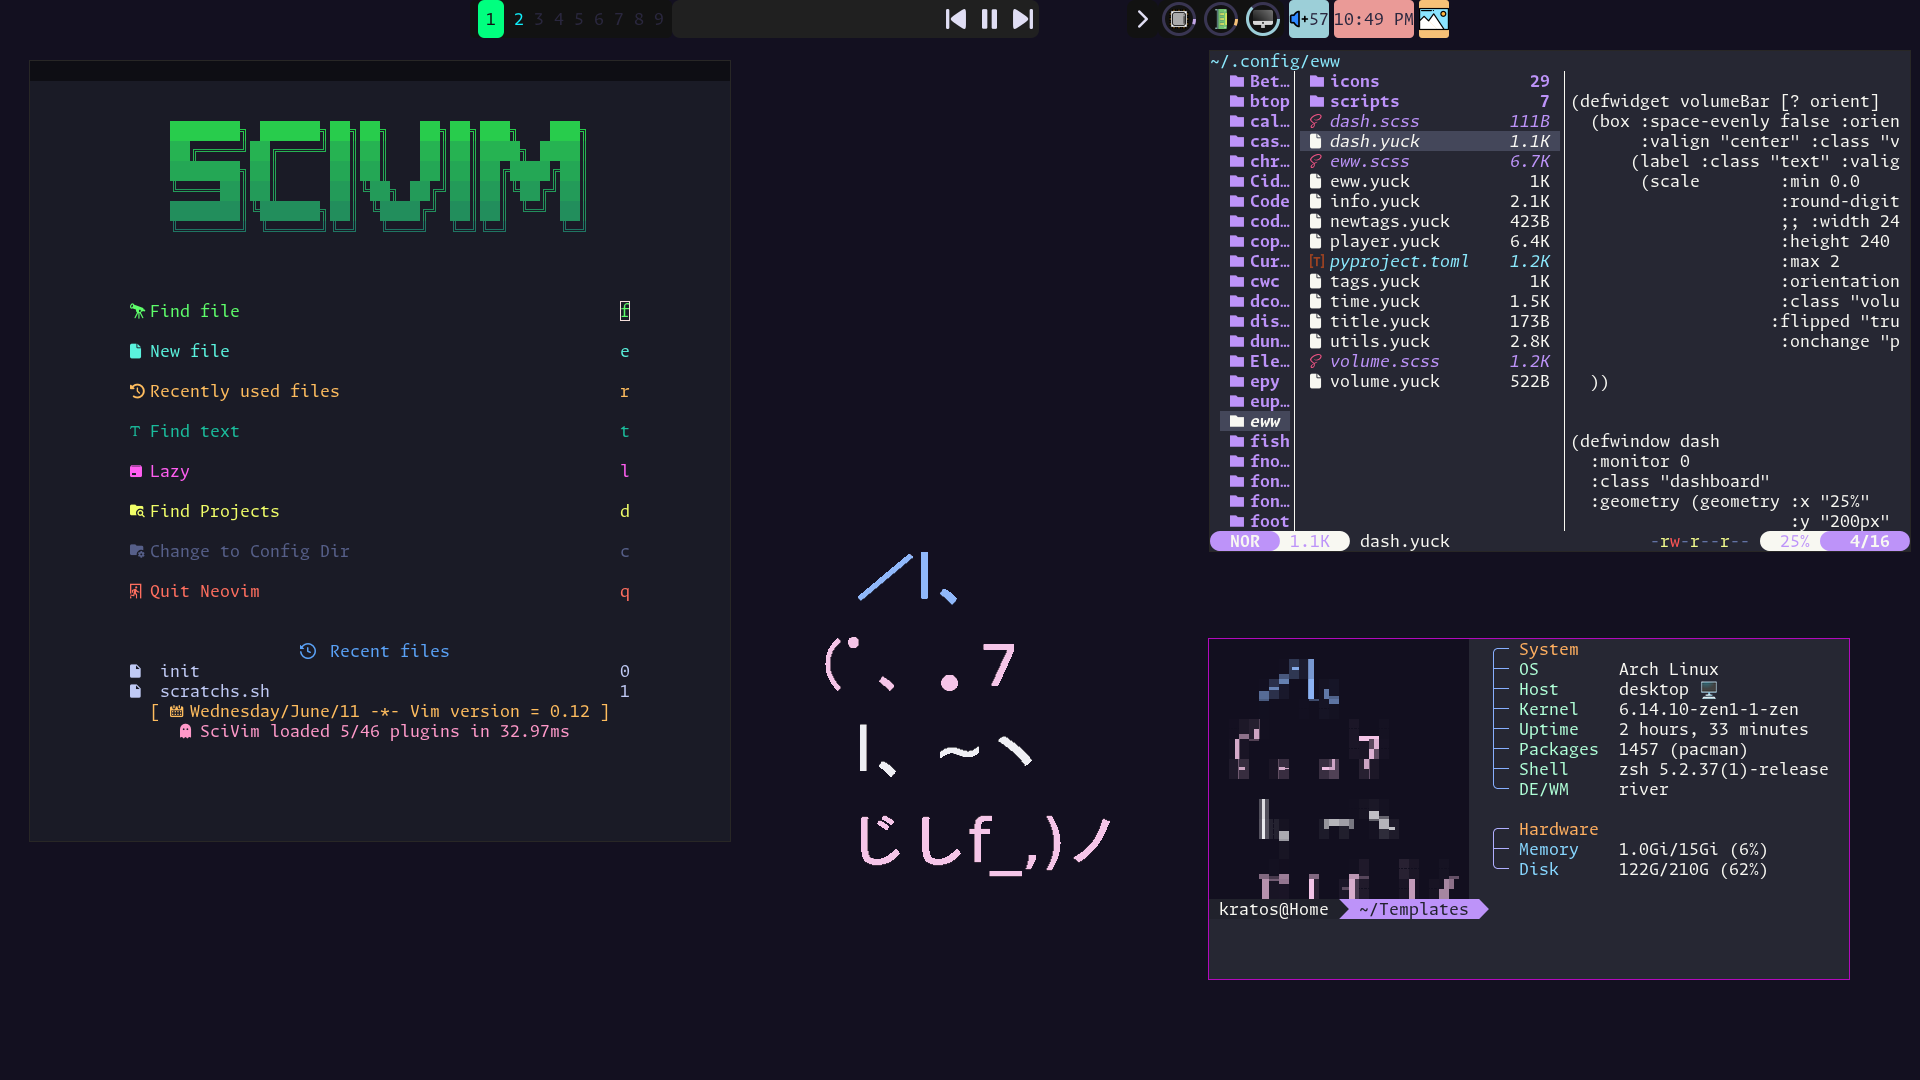 1 2 3 4 5 6 7 8 9
+57 10:49 PM
SCIVIM
Find file f
New file e
Recently used files r
Find text t
Lazy l
Find Projects d
Change to Config Dir c
Quit Neovim q
Recent files
init 0
scratchs.sh 1
[ Wednesday/June/11 -*- Vim version = 0.12 ]
SciVim loaded 5/46 plugins in 32.97ms
／l、
(ﾟ、 。7
l、 ~ヽ
じしf_,)ノ
~/.config/eww
Bet…
btop
cal…
cas…
chr…
Cid…
Code
cod…
cop…
Cur…
cwc
dco…
dis…
dun…
Ele…
epy
eup…
eww
fish
fno…
fon…
fon…
foot
icons 29
scripts 7
dash.scss 111B
dash.yuck 1.1K
eww.scss 6.7K
eww.yuck 1K
info.yuck 2.1K
newtags.yuck 423B
player.yuck 6.4K
pyproject.toml 1.2K
tags.yuck 1K
time.yuck 1.5K
title.yuck 173B
utils.yuck 2.8K
volume.scss 1.2K
volume.yuck 522B
(defwidget volumeBar [? orient]
(box :space-evenly false :orien
:valign "center" :class "v
(label :class "text" :valig
(scale :min 0.0
:round-digit
;; :width 24
:height 240
:max 2
:orientation
:class "volu
:flipped "tru
:onchange "p
))
(defwindow dash
:monitor 0
:class "dashboard"
:geometry (geometry :x "25%"
:y "200px"
NOR 1.1K dash.yuck -rw-r--r-- 25% 4/16
System
OS Arch Linux
Host desktop
Kernel 6.14.10-zen1-1-zen
Uptime 2 hours, 33 minutes
Packages 1457 (pacman)
Shell zsh 5.2.37(1)-release
DE/WM river
Hardware
Memory 1.0Gi/15Gi (6%)
Disk 122G/210G (62%)
kratos@Home ~/Templates